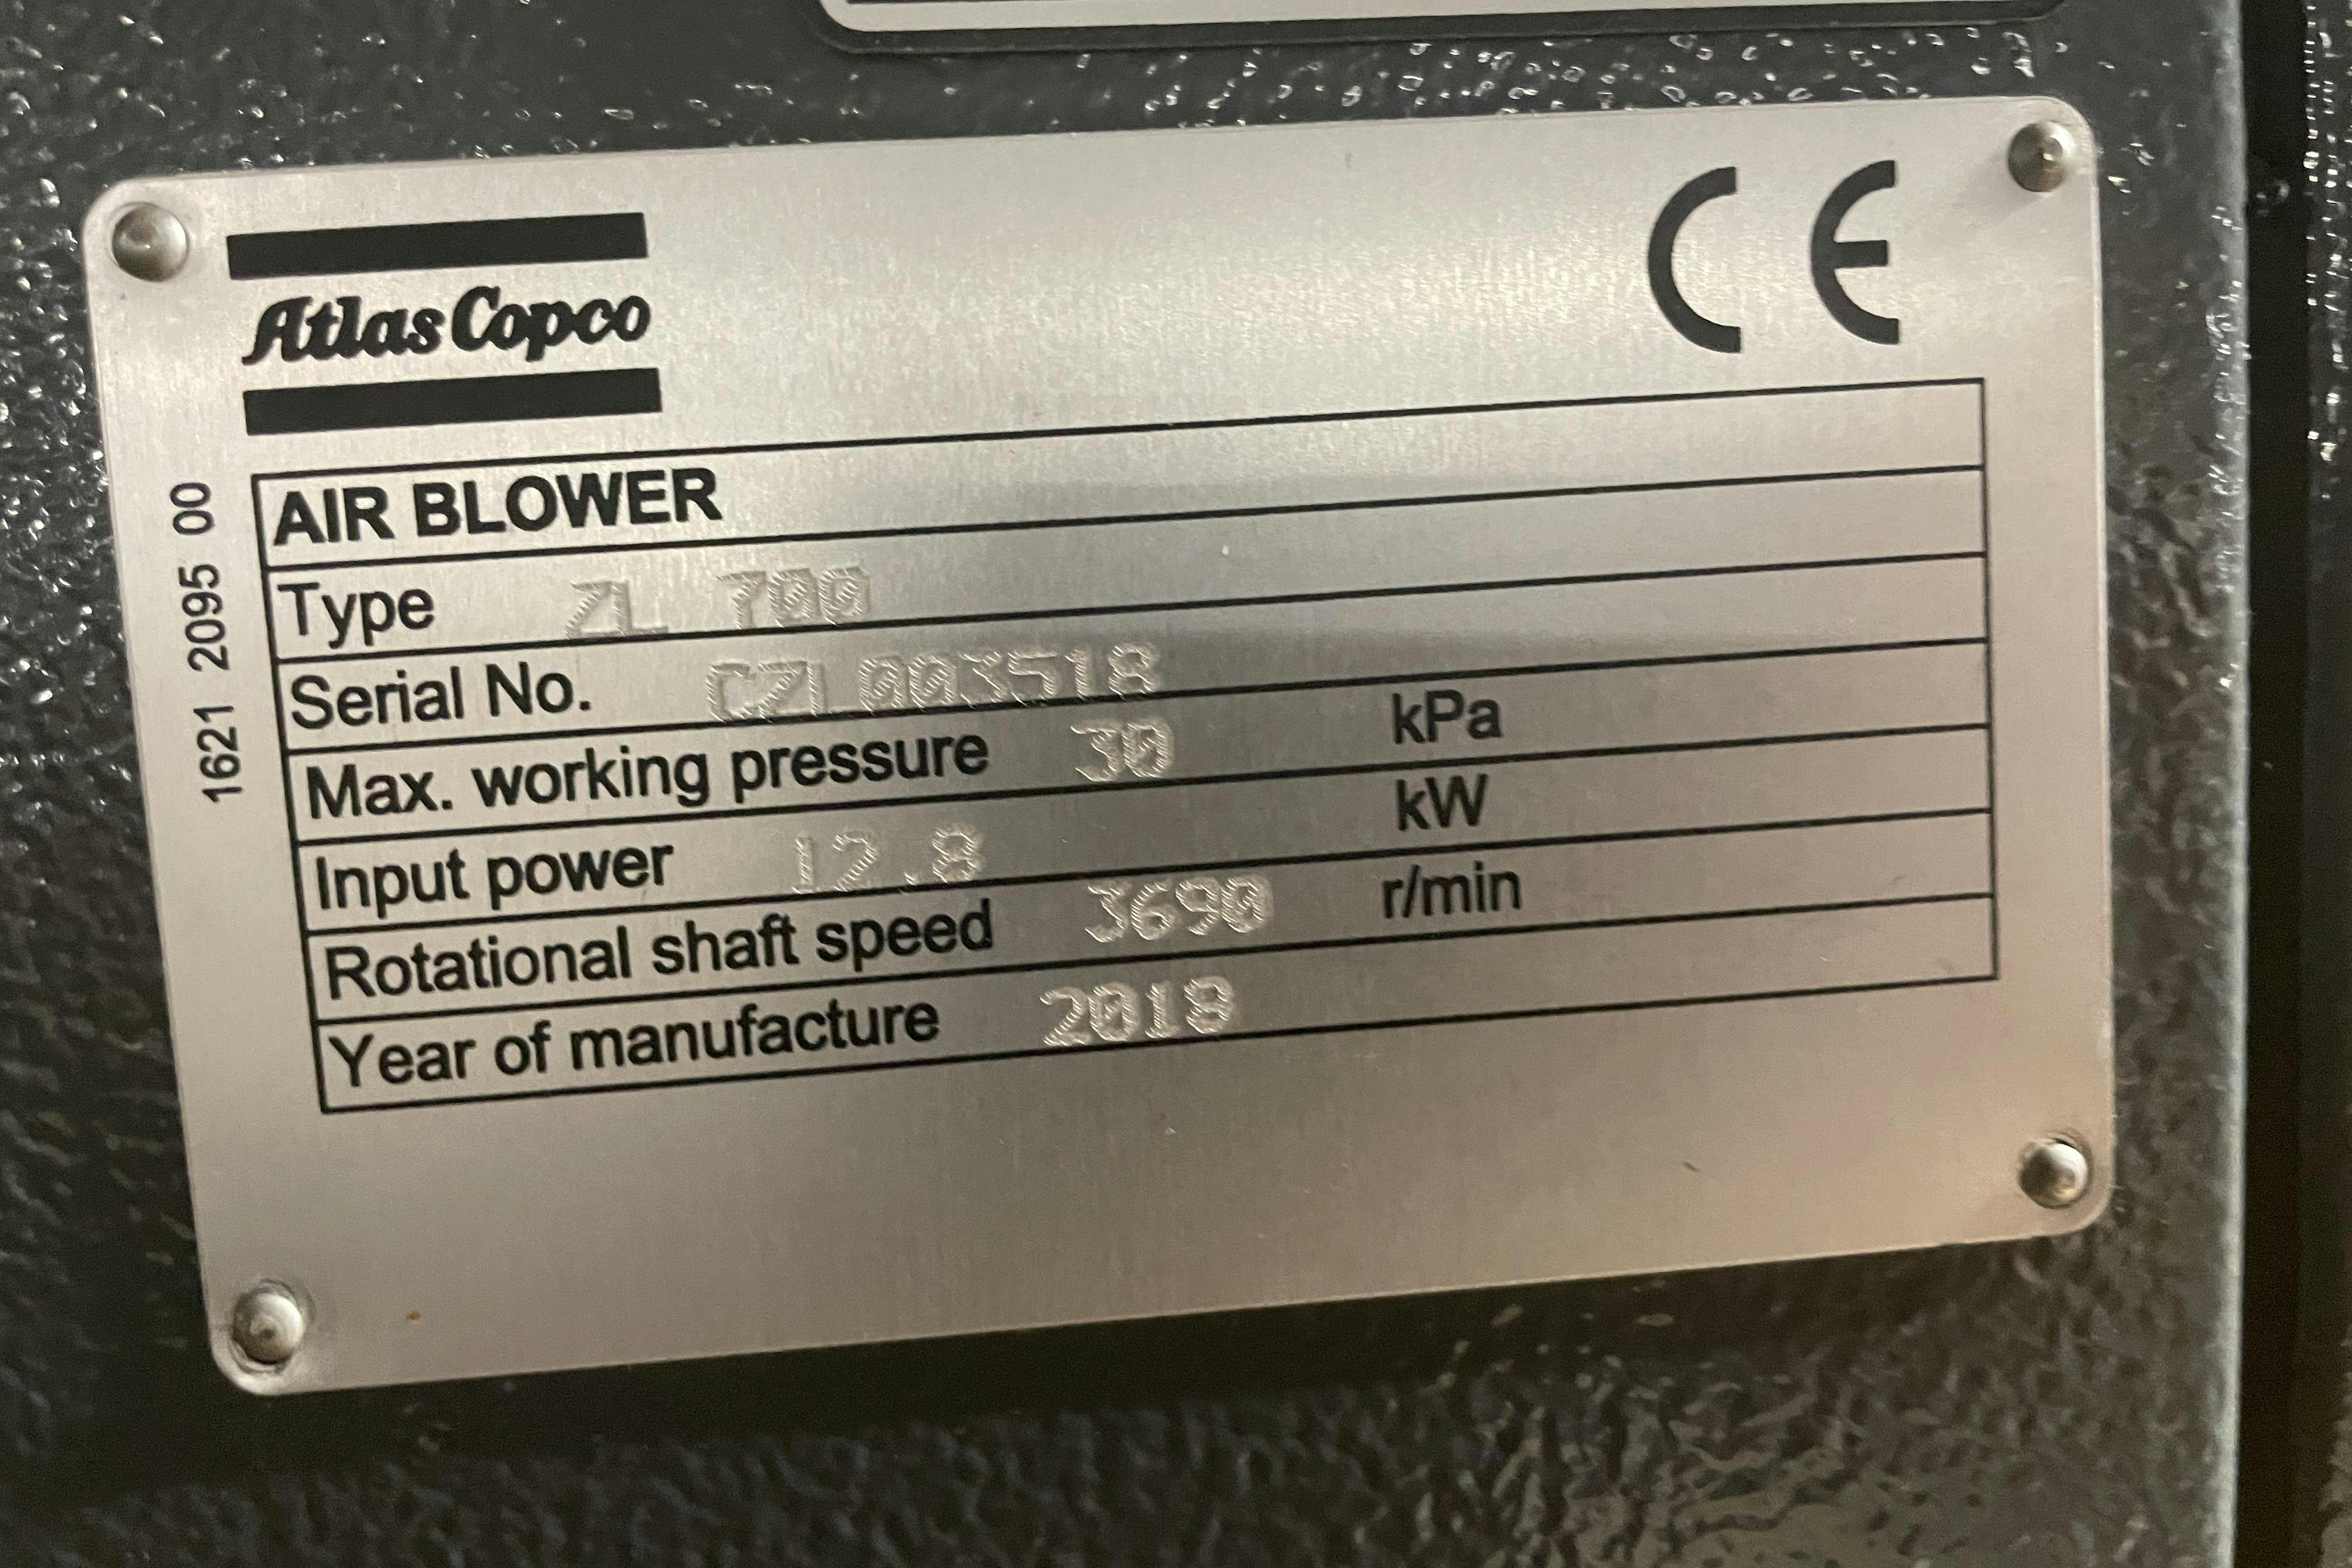 Atlas Copco
CE
AIR BLOWER
Type ZL 700
Serial No. CZL003518
Max. working pressure 30 kPa
Input power 12.8 kW
Rotational shaft speed 3690 r/min
Year of manufacture 2018
1621 2095 00